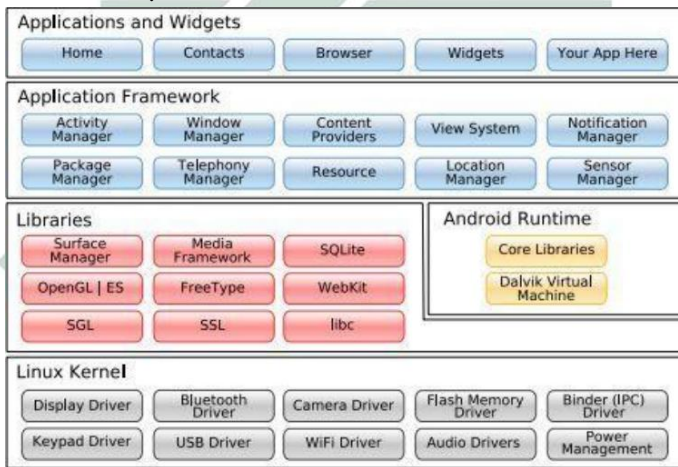 Applications and Widgets
Home Contacts Browser Widgets Your App Here
Application Framework
Activity Manager Window Manager Content Providers View System Notification Manager
Package Manager Telephony Manager Resource Location Manager Sensor Manager
Libraries
Surface Manager Media Framework SQLite
OpenGL | ES FreeType WebKit
SGL SSL libc
Android Runtime
Core Libraries
Dalvik Virtual Machine
Linux Kernel
Display Driver Bluetooth Driver Camera Driver Flash Memory Driver Binder (IPC) Driver
Keypad Driver USB Driver WiFi Driver Audio Drivers Power Management